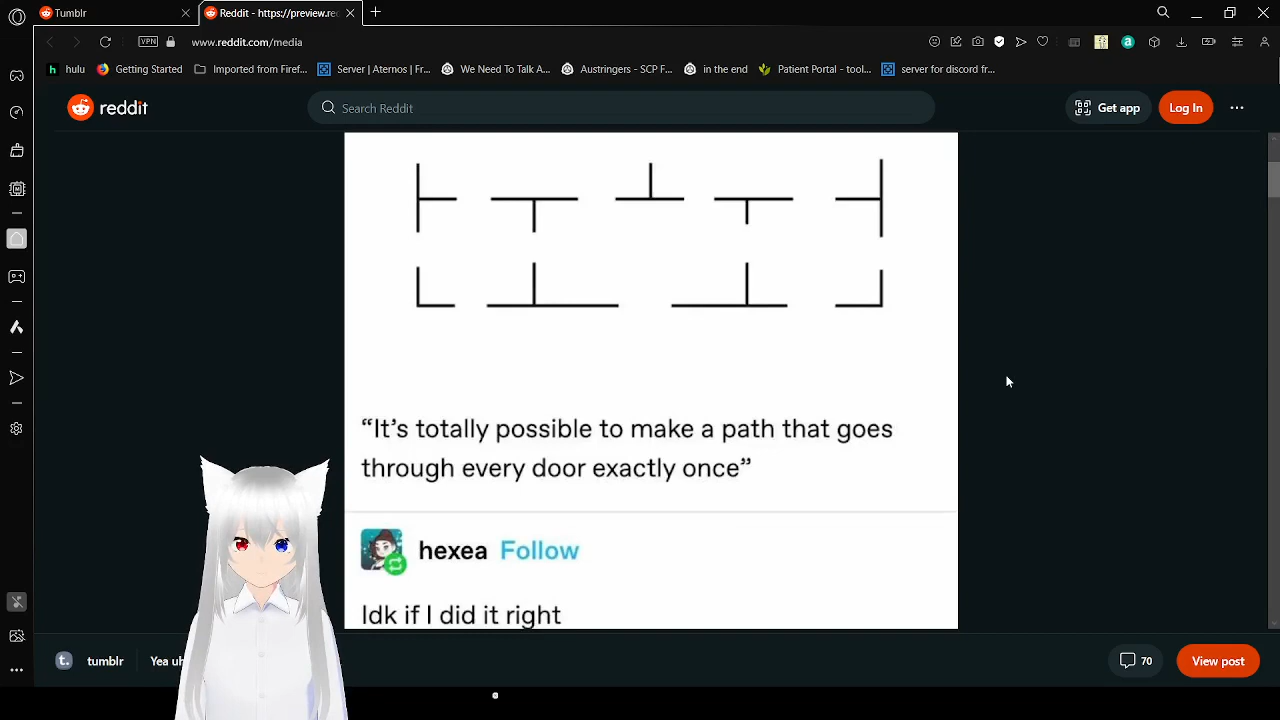 Tumblr
Reddit - https://preview.red
VPN
www.reddit.com/media
hulu
Getting Started
Imported from Firef...
Server | Aternos | Fr...
We Need To Talk A...
Austringers - SCP F...
in the end
Patient Portal - tool...
server for discord fr...
reddit
Search Reddit
Get app
Log In
“It’s totally possible to make a path that goes
through every door exactly once”
hexea Follow
Idk if I did it right
tumblr
Yea uh
70
View post